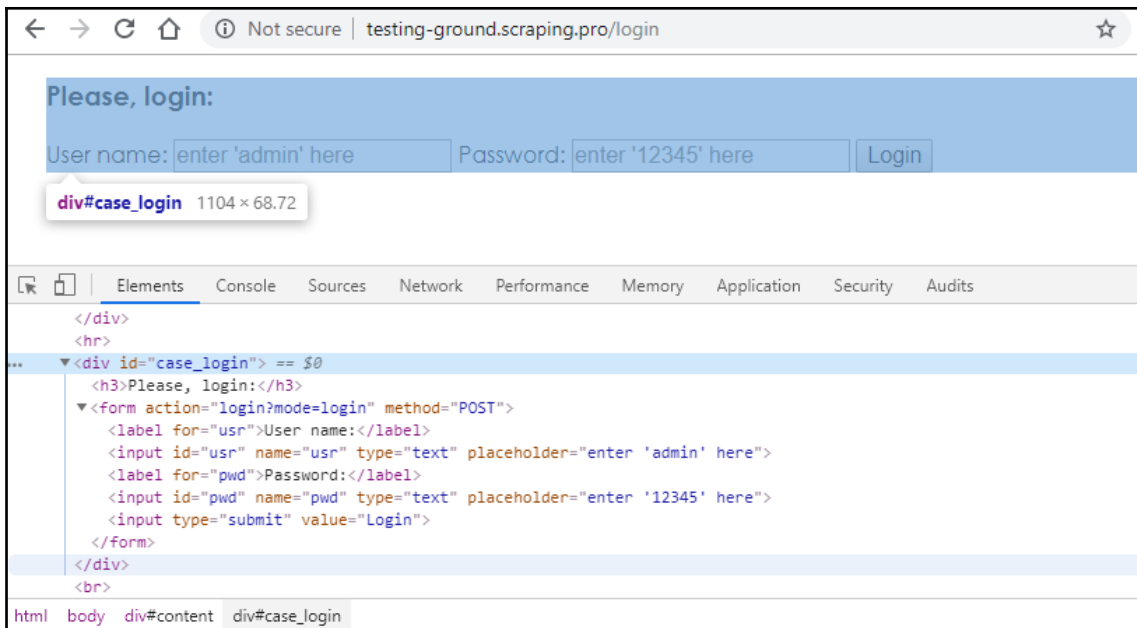 Not secure | testing-ground.scraping.pro/login
Please, login:
User name: enter 'admin' here Password: enter '12345' here Login
div#case_login 1104 × 68.72
Elements Console Sources Network Performance Memory Application Security Audits
</div>
<hr>
... ▼<div id="case_login"> == $0
<h3>Please, login:</h3>
▼<form action="login?mode=login" method="POST">
<label for="usr">User name:</label>
<input id="usr" name="usr" type="text" placeholder="enter 'admin' here">
<label for="pwd">Password:</label>
<input id="pwd" name="pwd" type="text" placeholder="enter '12345' here">
<input type="submit" value="Login">
</form>
</div>
<br>
html body div#content div#case_login